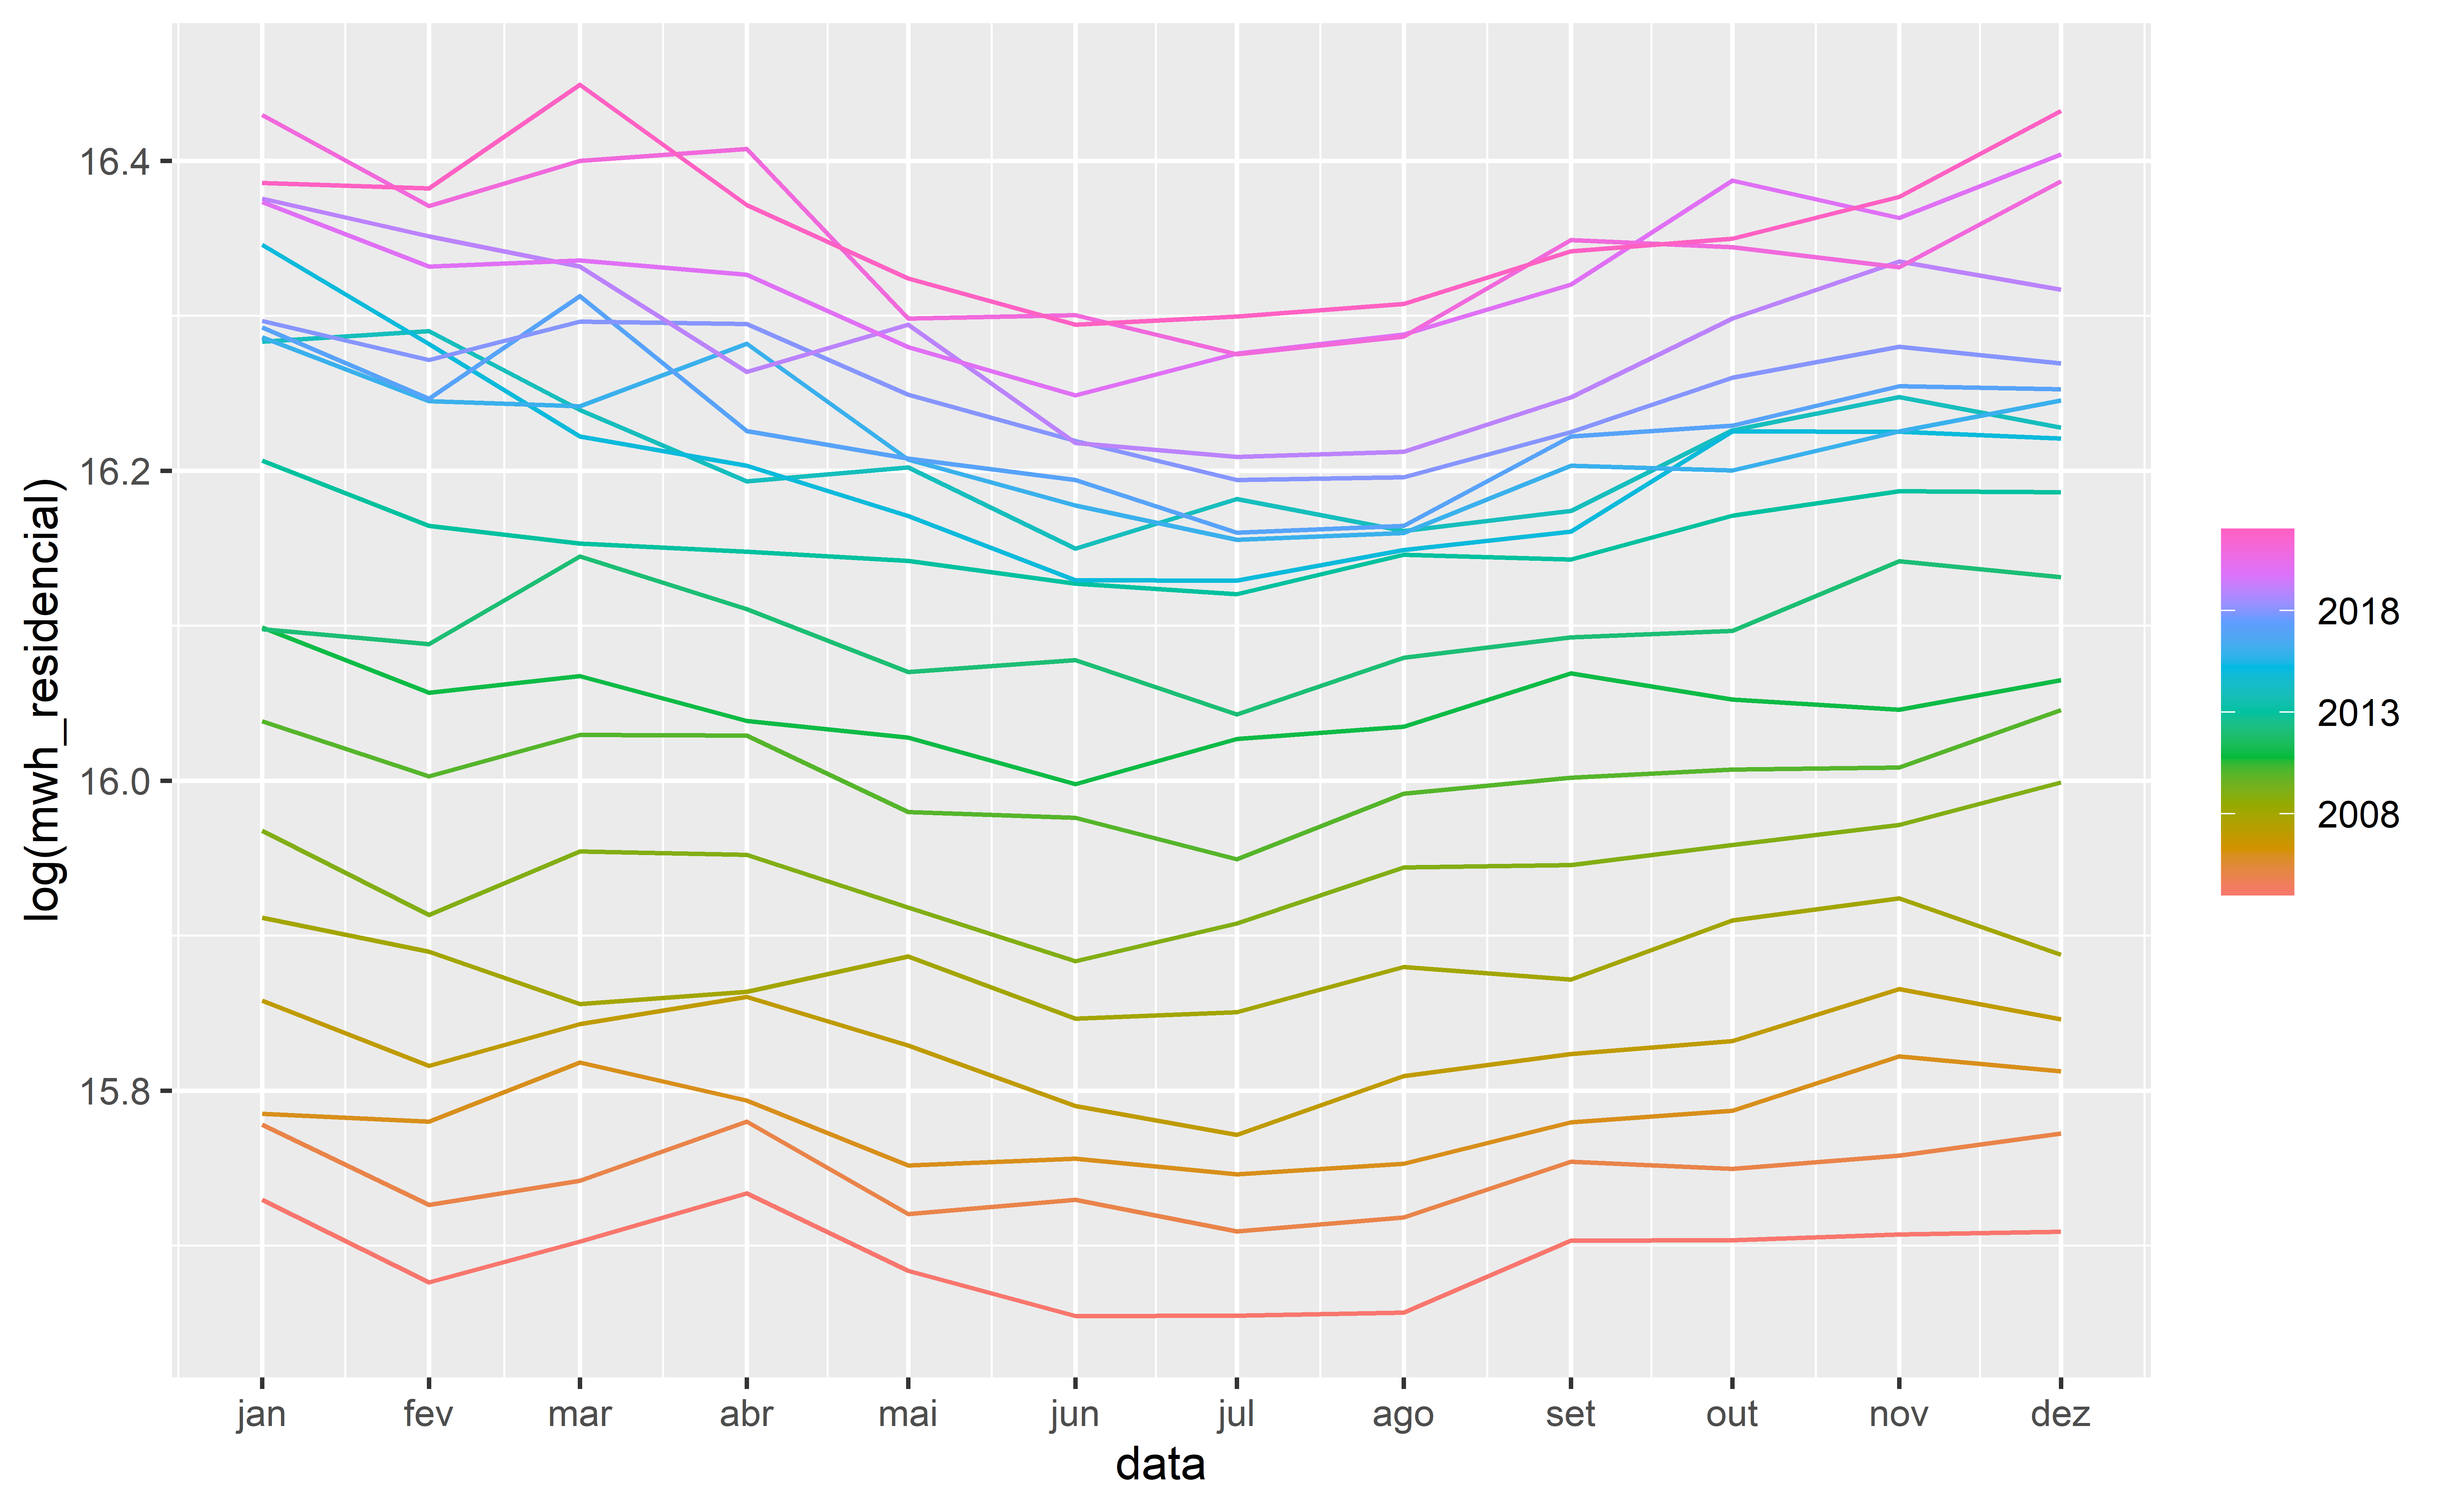 log(mwh_residencial)
16.4
16.2
16.0
15.8
jan fev mar abr mai jun jul ago set out nov dez
data
2018
2013
2008